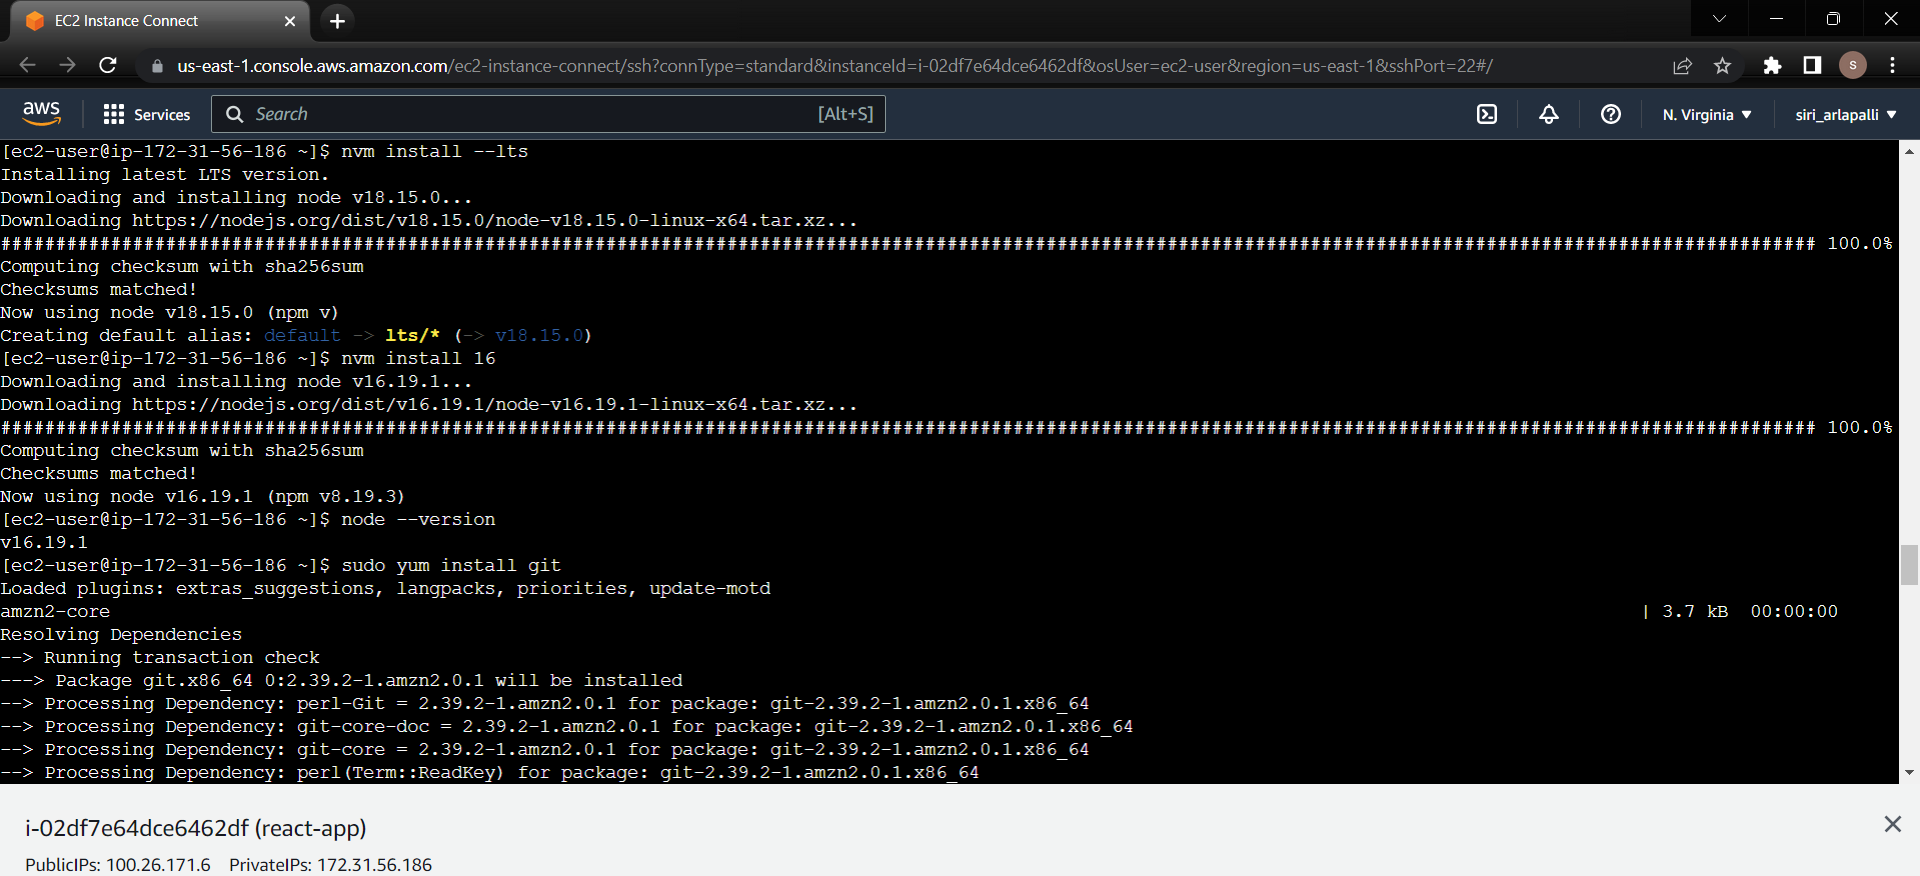 EC2 Instance Connect
us-east-1.console.aws.amazon.com/ec2-instance-connect/ssh?connType=standard&instanceId=i-02df7e64dce6462df&osUser=ec2-user&region=us-east-1&sshPort=22#/
S
aws Services Search [Alt+S] N. Virginia siri_arlapalli
[ec2-user@ip-172-31-56-186 ~]$ nvm install --lts
Installing latest LTS version.
Downloading and installing node v18.15.0...
Downloading https://nodejs.org/dist/v18.15.0/node-v18.15.0-linux-x64.tar.xz...
##################################################################################################################################################################### 100.0%
Computing checksum with sha256sum
Checksums matched!
Now using node v18.15.0 (npm v)
Creating default alias: default -> lts/* (-> v18.15.0)
[ec2-user@ip-172-31-56-186 ~]$ nvm install 16
Downloading and installing node v16.19.1...
Downloading https://nodejs.org/dist/v16.19.1/node-v16.19.1-linux-x64.tar.xz...
##################################################################################################################################################################### 100.0%
Computing checksum with sha256sum
Checksums matched!
Now using node v16.19.1 (npm v8.19.3)
[ec2-user@ip-172-31-56-186 ~]$ node --version
v16.19.1
[ec2-user@ip-172-31-56-186 ~]$ sudo yum install git
Loaded plugins: extras_suggestions, langpacks, priorities, update-motd
amzn2-core | 3.7 kB 00:00:00
Resolving Dependencies
--> Running transaction check
---> Package git.x86_64 0:2.39.2-1.amzn2.0.1 will be installed
--> Processing Dependency: perl-Git = 2.39.2-1.amzn2.0.1 for package: git-2.39.2-1.amzn2.0.1.x86_64
--> Processing Dependency: git-core-doc = 2.39.2-1.amzn2.0.1 for package: git-2.39.2-1.amzn2.0.1.x86_64
--> Processing Dependency: git-core = 2.39.2-1.amzn2.0.1 for package: git-2.39.2-1.amzn2.0.1.x86_64
--> Processing Dependency: perl(Term::ReadKey) for package: git-2.39.2-1.amzn2.0.1.x86_64
i-02df7e64dce6462df (react-app)
PublicIPs: 100.26.171.6 PrivateIPs: 172.31.56.186